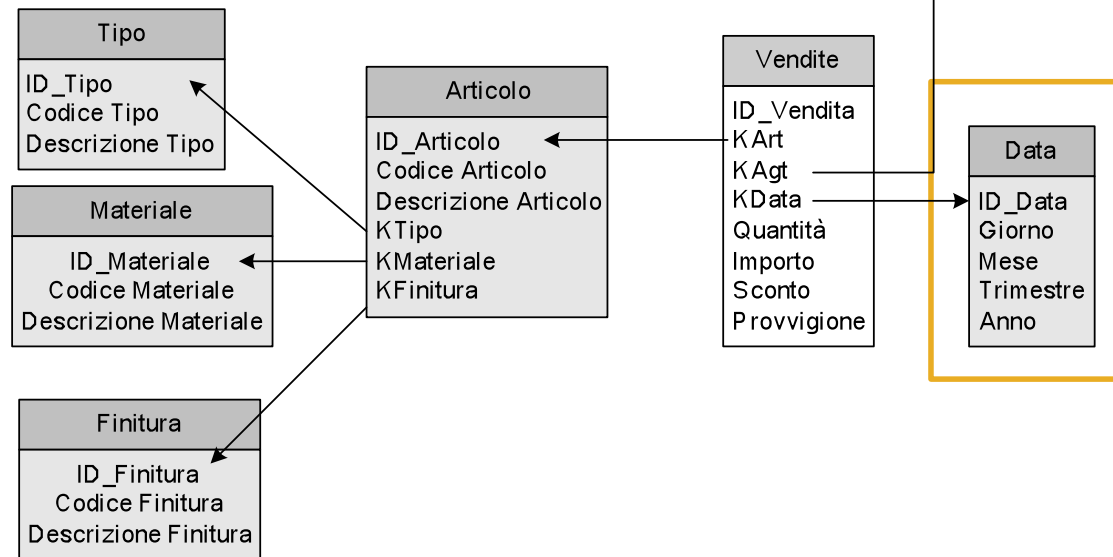 Tipo
ID_Tipo
Codice Tipo
Descrizione Tipo
Materiale
ID_Materiale
Codice Materiale
Descrizione Materiale
Finitura
ID_Finitura
Codice Finitura
Descrizione Finitura
Articolo
ID_Articolo
Codice Articolo
Descrizione Articolo
KTipo
KMateriale
KFinitura
Vendite
ID_Vendita
KArt
KAgt
KData
Quantità
Importo
Sconto
Provvigione
Data
ID_Data
Giorno
Mese
Trimestre
Anno